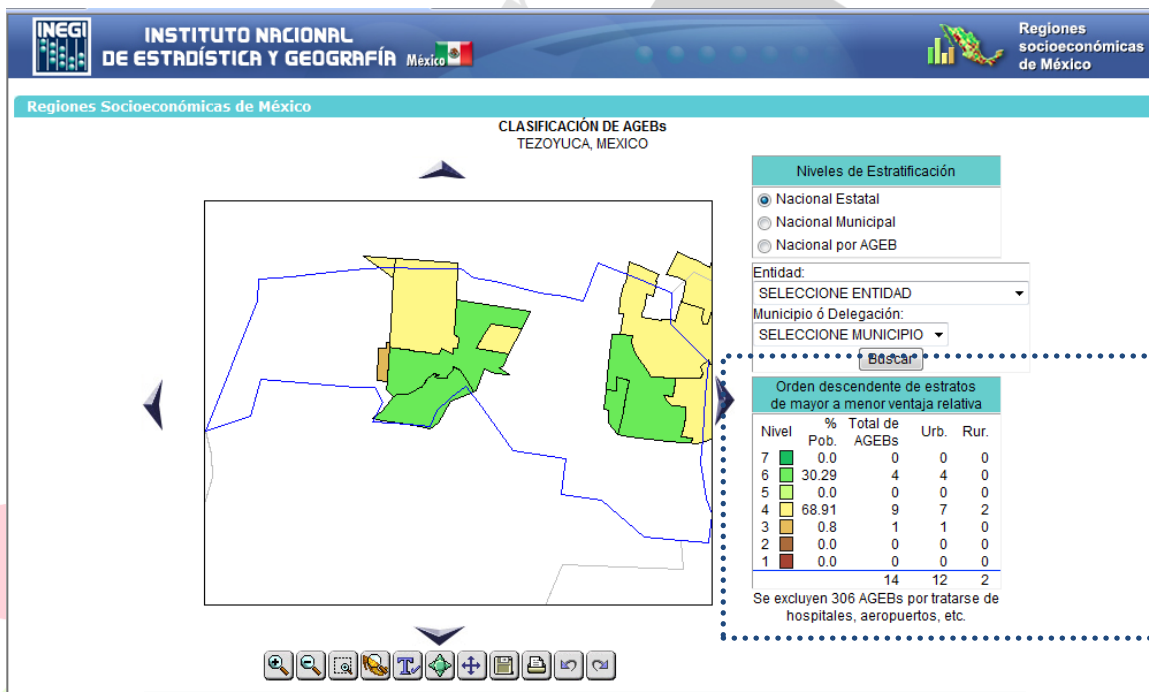 INEGI
INSTITUTO NACIONAL
DE ESTADÍSTICA Y GEOGRAFÍA México
Regiones
socioeconómicas
de México
Regiones Socioeconómicas de México
CLASIFICACIÓN DE AGEBs
TEZOYUCA, MEXICO
Niveles de Estratificación
Nacional Estatal
Nacional Municipal
Nacional por AGEB
Entidad:
SELECCIONE ENTIDAD
Municipio ó Delegación:
SELECCIONE MUNICIPIO
Buscar
Orden descendente de estratos
de mayor a menor ventaja relativa
Nivel % Pob. Total de AGEBs Urb. Rur.
7 0.0 0 0 0
6 30.29 4 4 0
5 0.0 0 0 0
4 68.91 9 7 2
3 0.8 1 1 0
2 0.0 0 0 0
1 0.0 0 0 0
14 12 2
Se excluyen 306 AGEBs por tratarse de
hospitales, aeropuertos, etc.